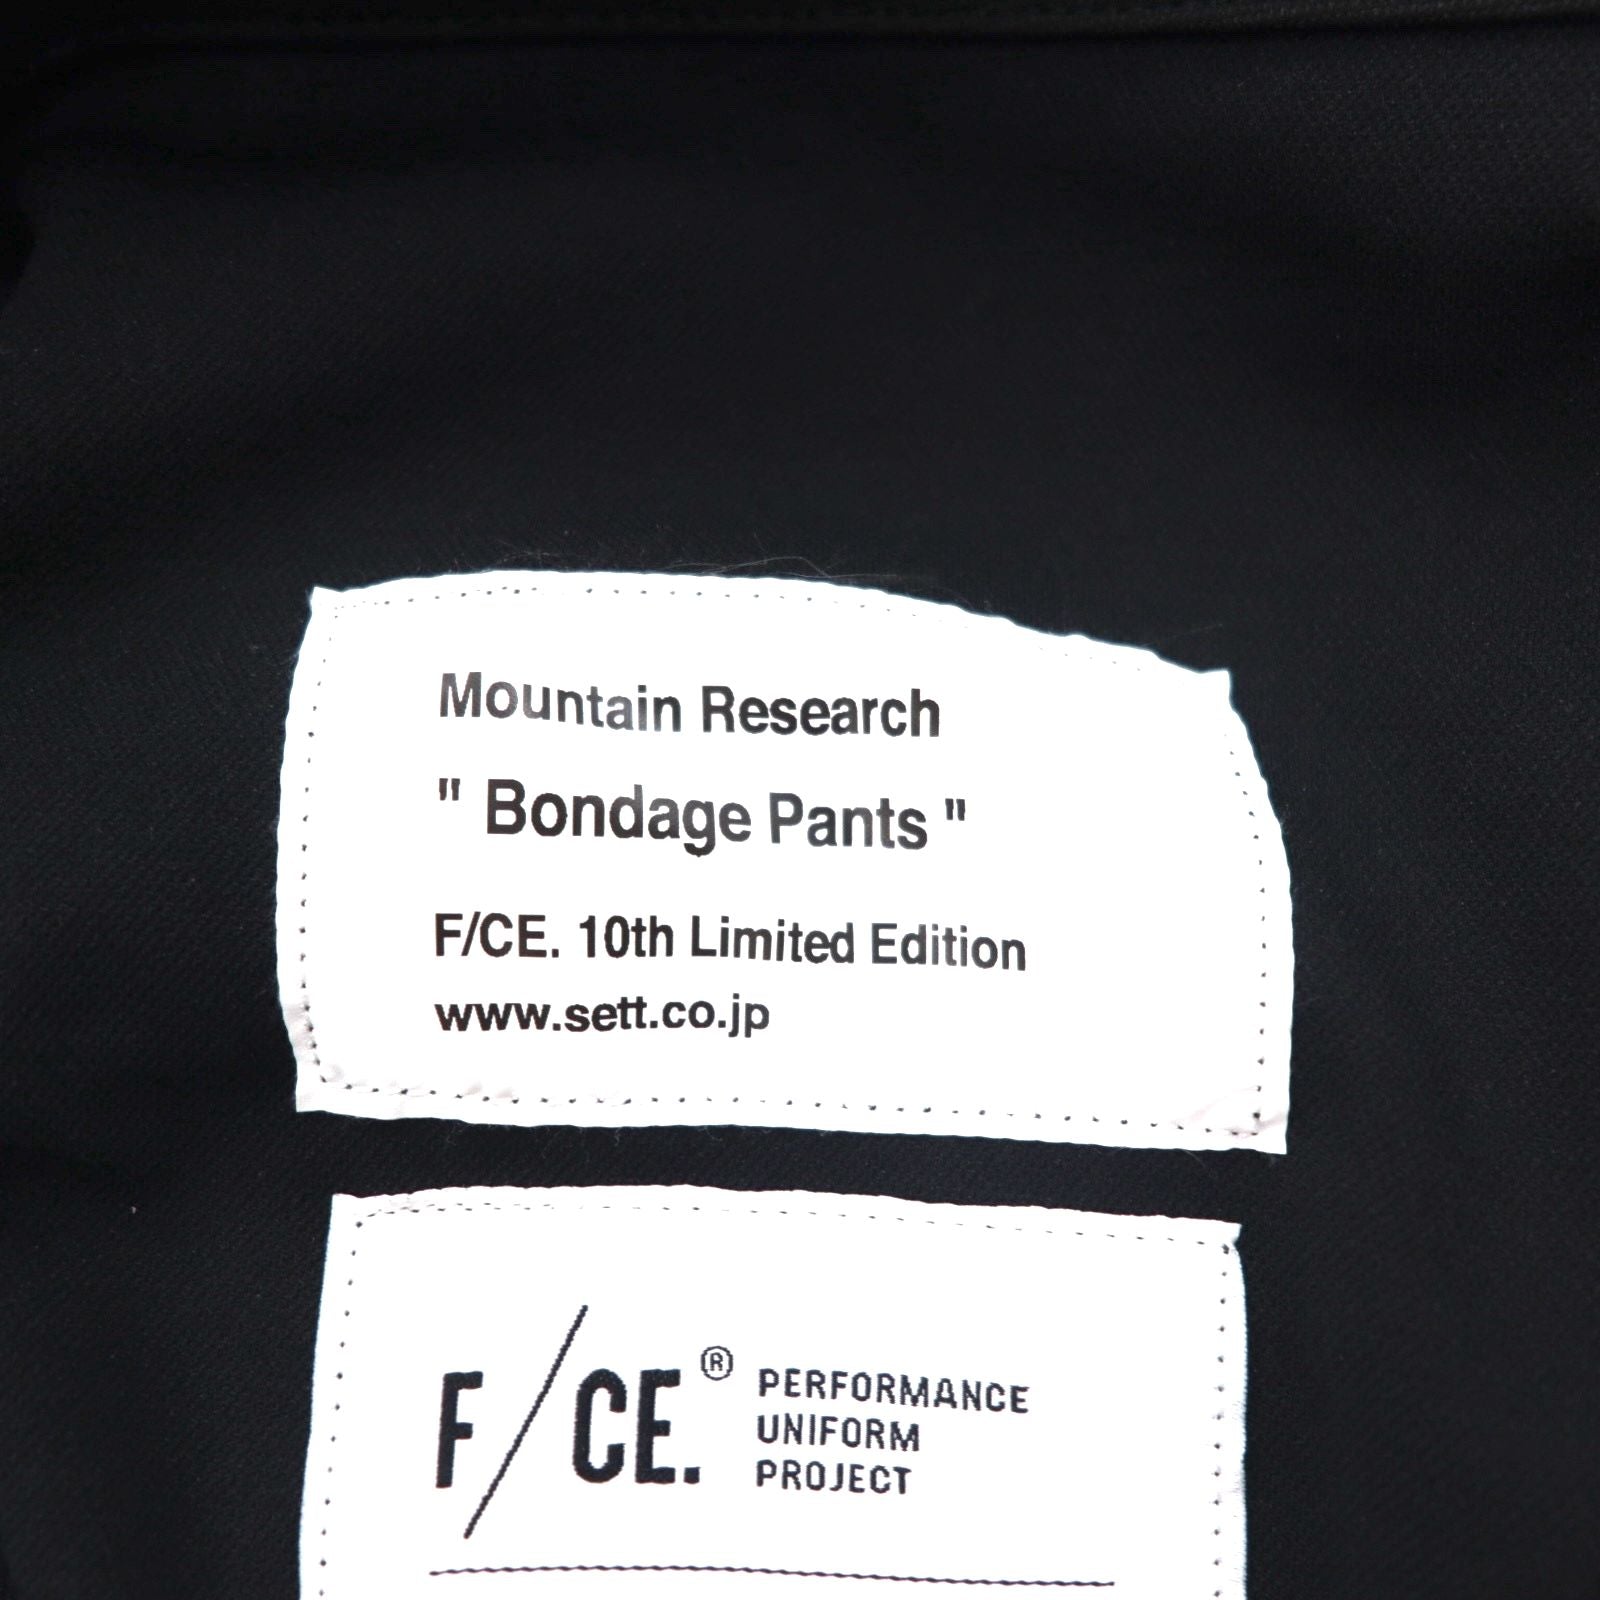 Mountain Research
" Bondage Pants "
F/CE. 10th Limited Edition
www.sett.co.jp
F/CE.® PERFORMANCE
UNIFORM
PROJECT